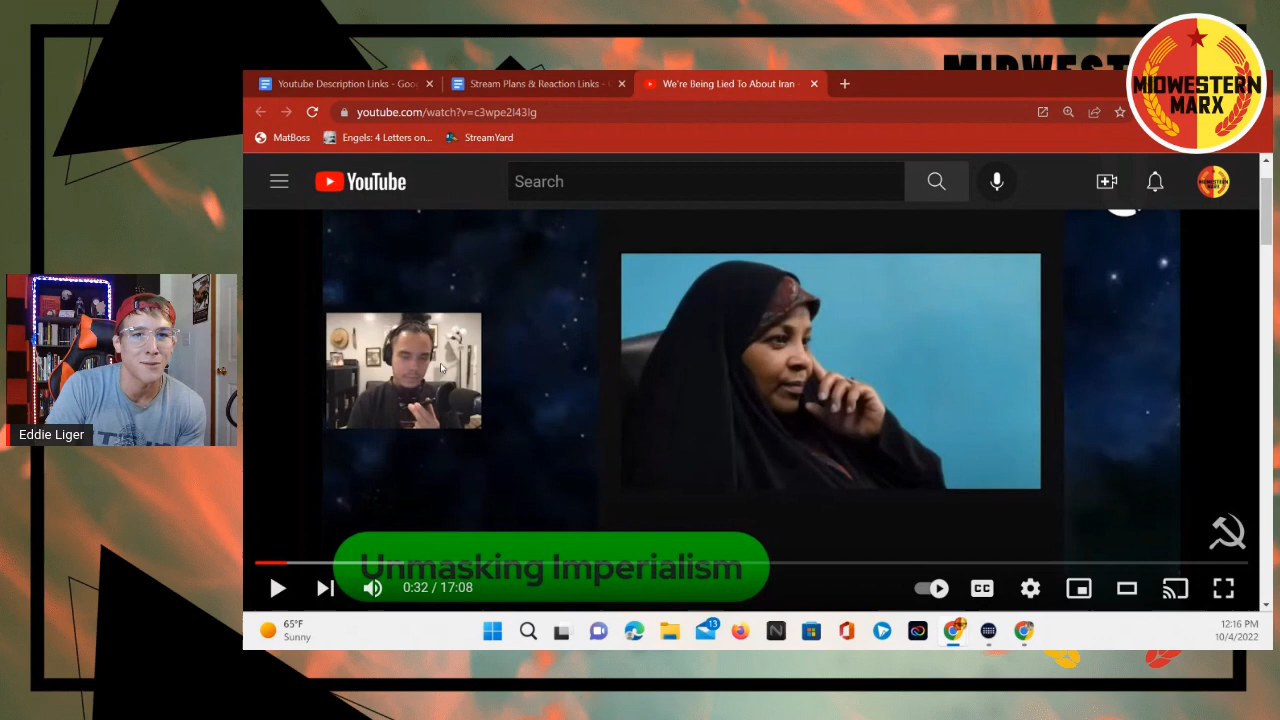 MIDWESTERN
MARX
Youtube Description Links - Goo
Stream Plans & Reaction Links -
We're Being Lied To About Iran -
youtube.com/watch?v=c3wpe2I43Ig
MatBoss
Engels: 4 Letters on...
StreamYard
YouTube
Search
Eddie Liger
Unmasking Imperialism
0:32 / 17:08
CC
65°F
Sunny
13
12:16 PM
10/4/2022